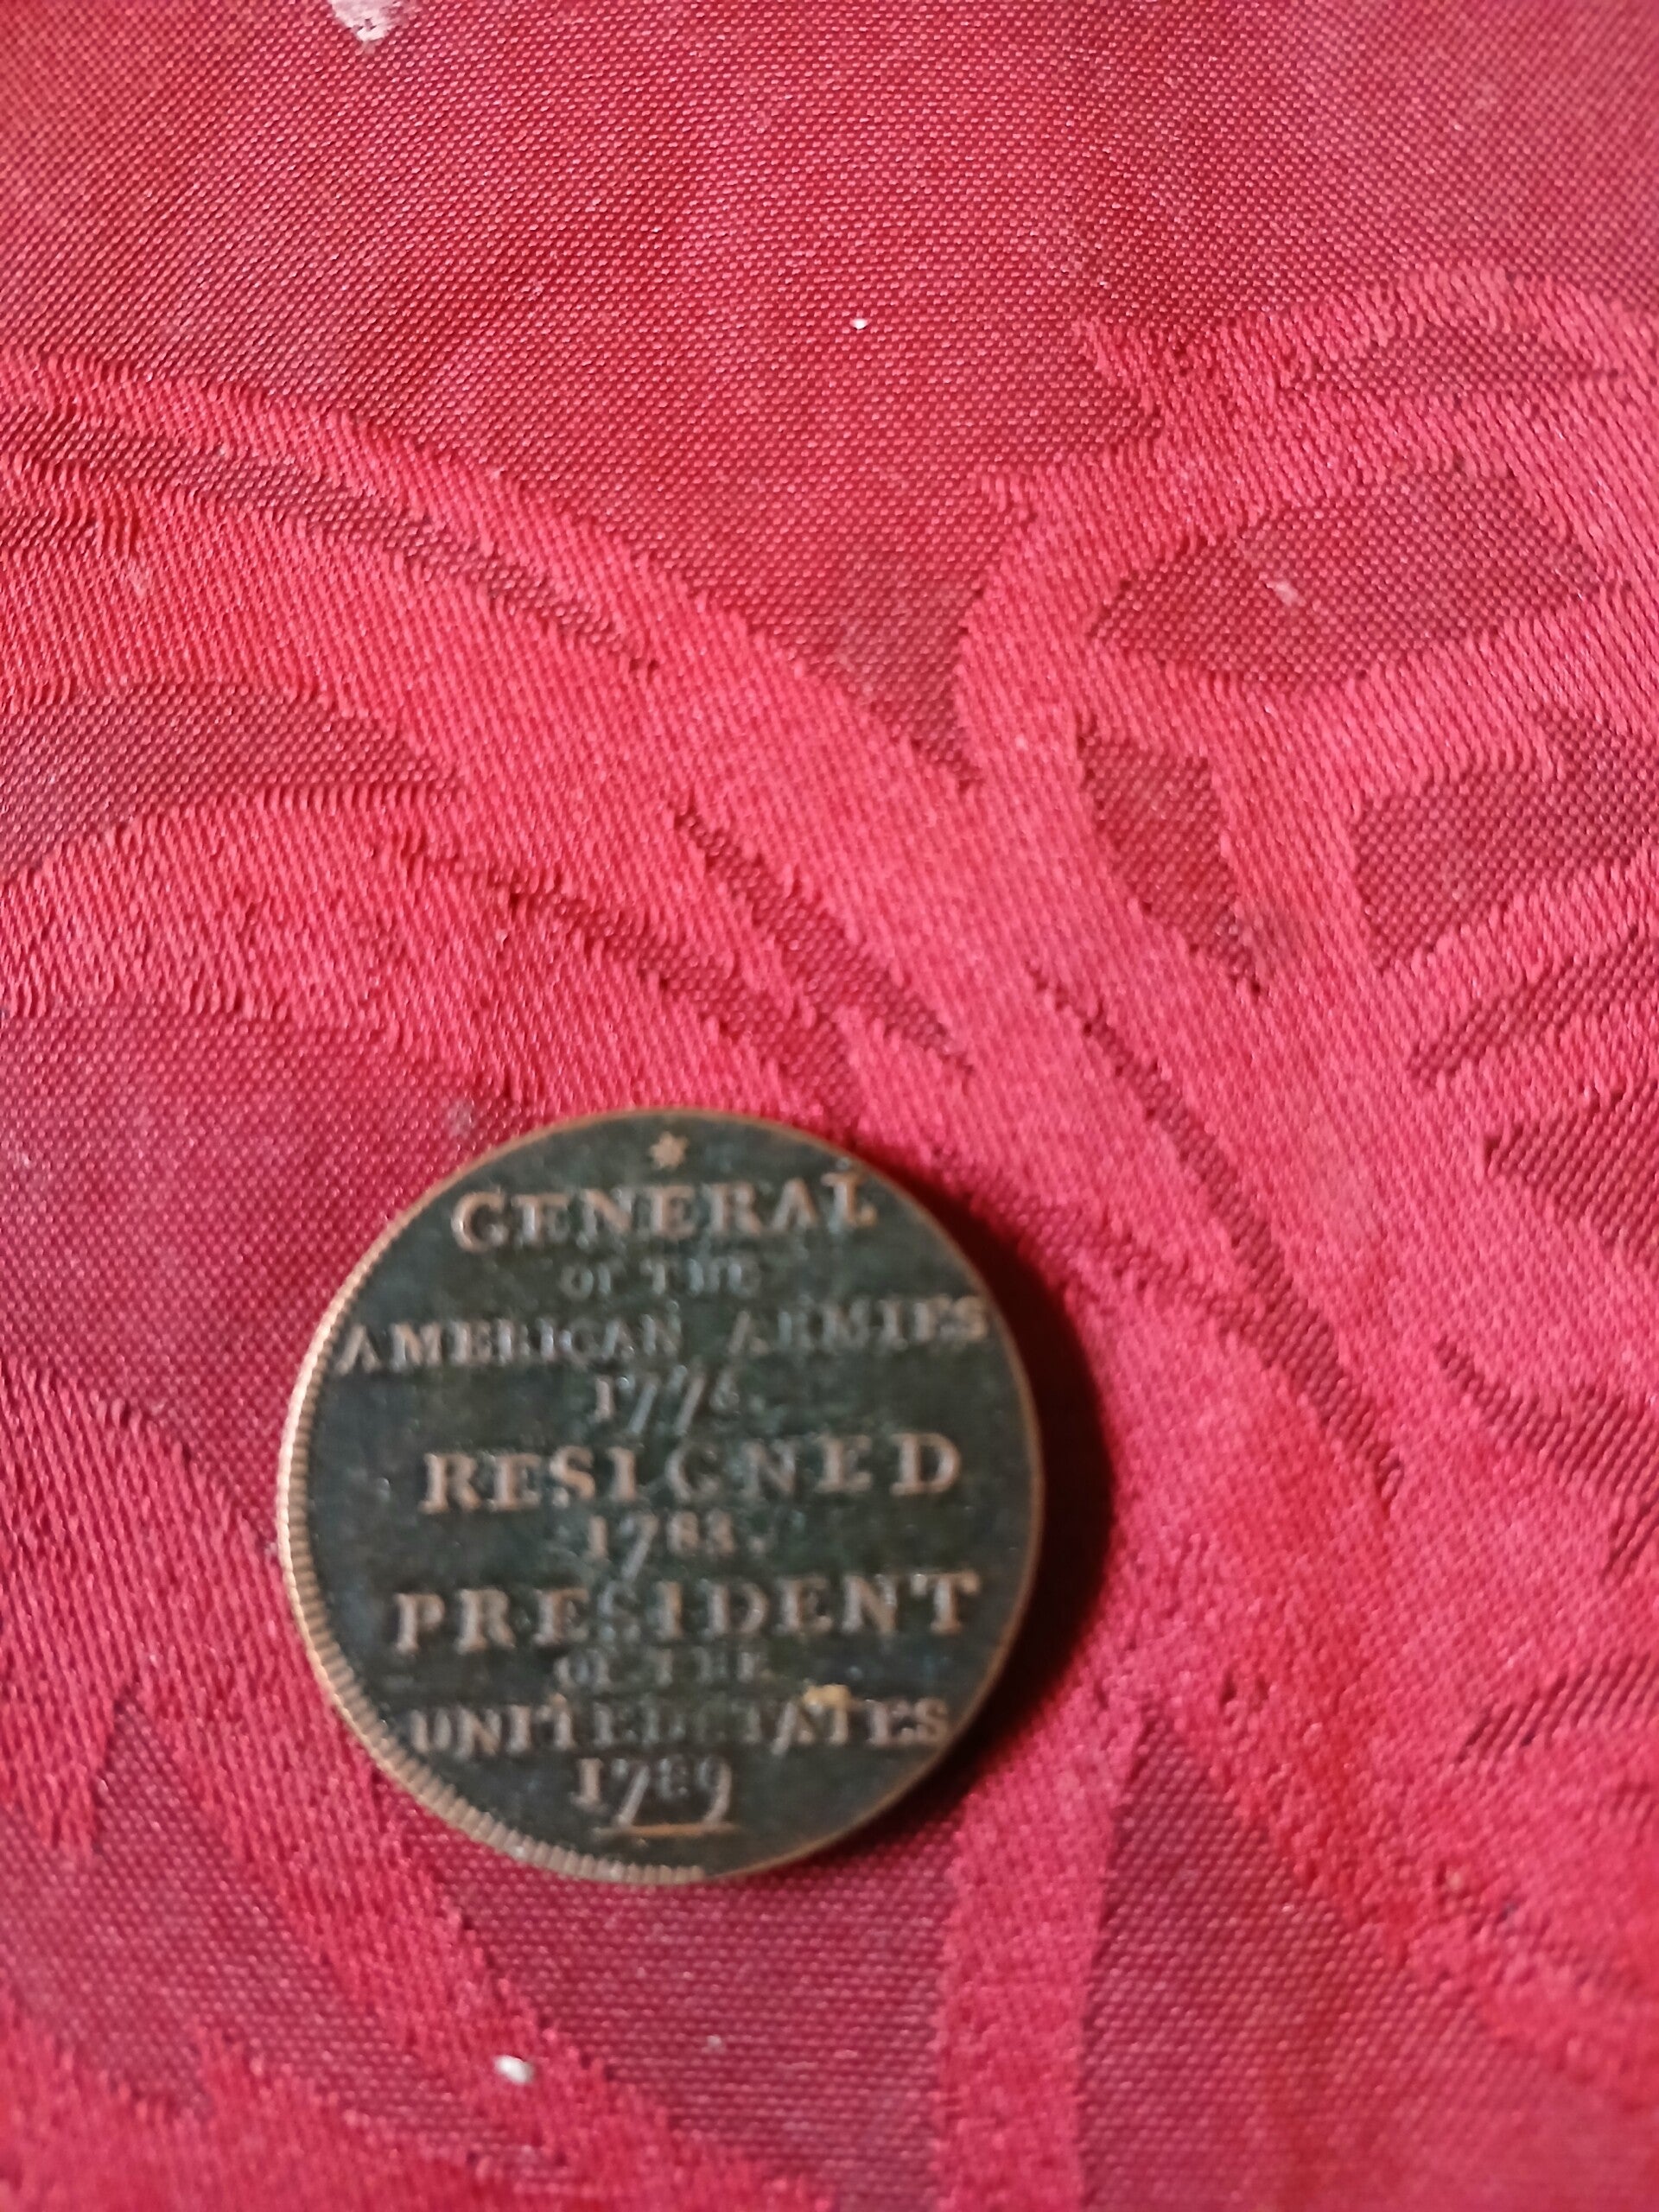 GENERAL
OF THE
AMERICAN ARMIES
1775.
RESIGNED
1783.
PRESIDENT
OF THE
UNITED STATES
1789